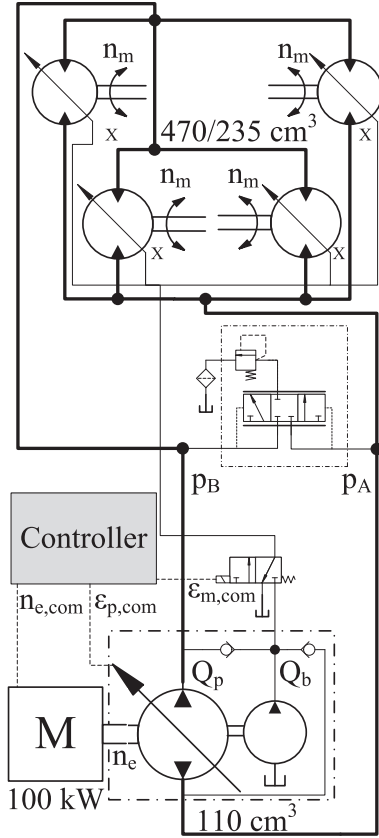 n_m n_m
x x
470/235 cm³
n_m n_m
x x
p_B p_A
Controller
n_e,com ε_p,com ε_m,com
Q_p Q_b
M n_e
100 kW
110 cm³